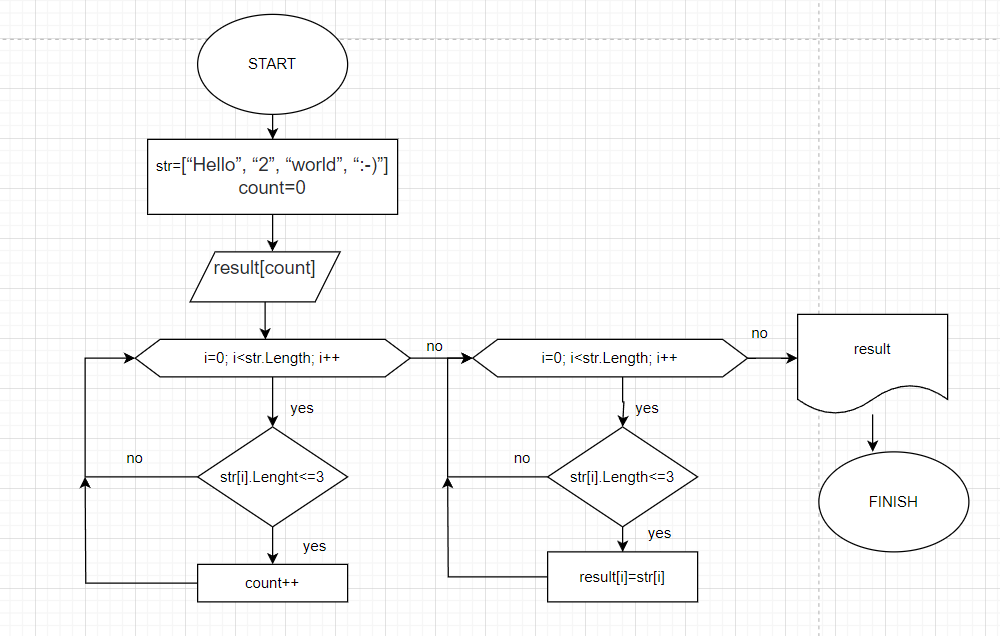 START
str=[“Hello”, “2”, “world”, “:-)”]
count=0
result[count]
i=0; i<str.Length; i++
no
i=0; i<str.Length; i++
no
result
yes
yes
no
str[i].Lenght<=3
no
str[i].Length<=3
FINISH
yes
yes
count++
result[i]=str[i]